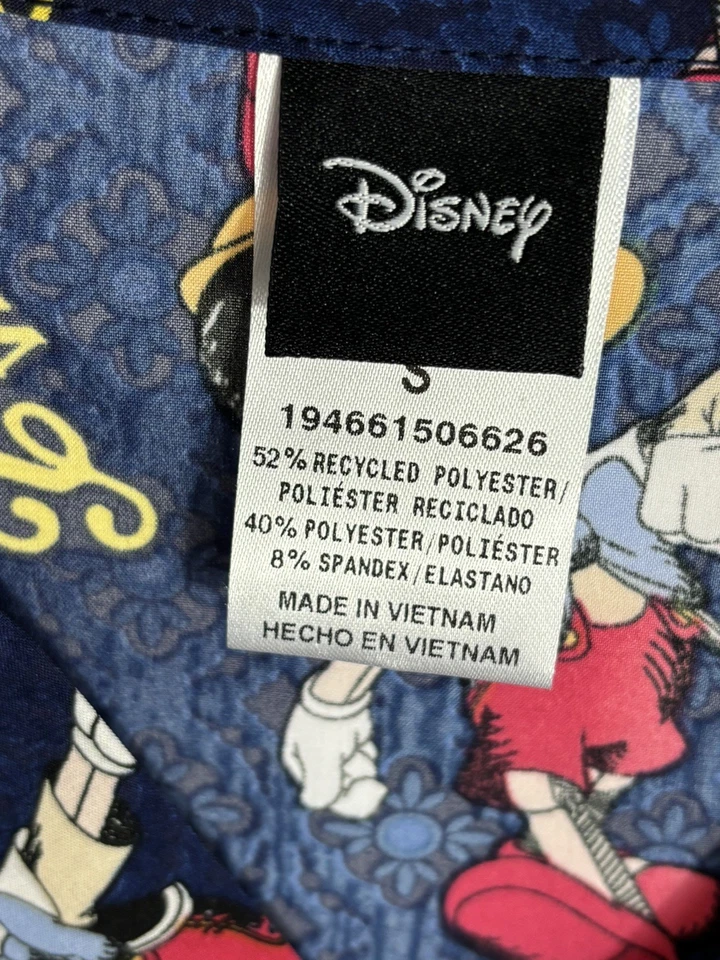 Disney
S
194661506626
52% RECYCLED POLYESTER/
POLIÉSTER RECICLADO
40% POLYESTER/POLIÉSTER
8% SPANDEX/ELASTANO
MADE IN VIETNAM
HECHO EN VIETNAM